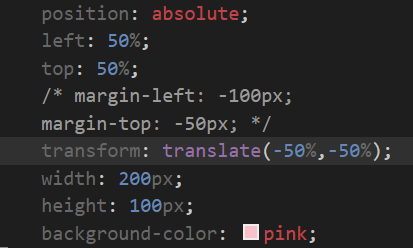 position: absolute;
left: 50%;
top: 50%;
/* margin-left: -100px;
margin-top: -50px; */
transform: translate(-50%,-50%);
width: 200px;
height: 100px;
background-color: pink;